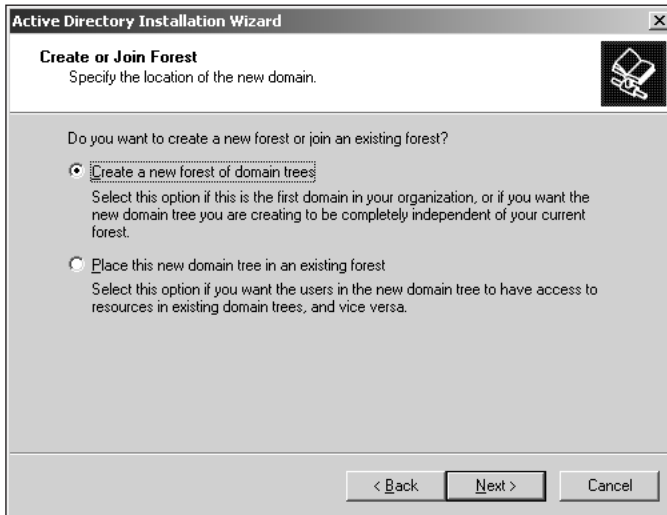 Active Directory Installation Wizard
Create or Join Forest
Specify the location of the new domain.
Do you want to create a new forest or join an existing forest?
Create a new forest of domain trees
Select this option if this is the first domain in your organization, or if you want the
new domain tree you are creating to be completely independent of your current
forest.
Place this new domain tree in an existing forest
Select this option if you want the users in the new domain tree to have access to
resources in existing domain trees, and vice versa.
< Back Next > Cancel